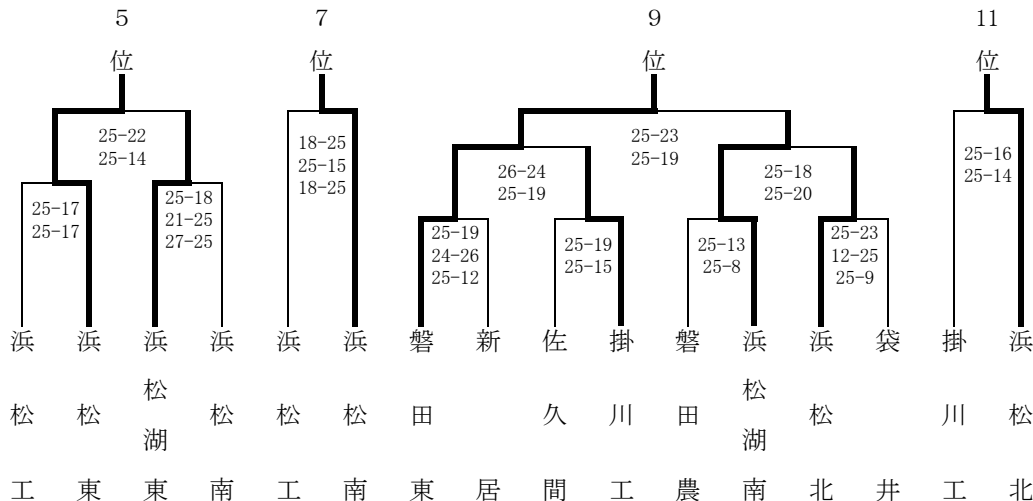 5位
7位
9位
11位
25-22
25-14
18-25
25-15
18-25
25-23
25-19
25-16
25-14
26-24
25-19
25-18
25-20
25-17
25-17
25-18
21-25
27-25
25-19
24-26
25-12
25-19
25-15
25-13
25-8
25-23
12-25
25-9
浜松工
浜松東
浜松湖東
浜松南
浜松工
浜松南
磐田東
新居
佐久間
掛川工
磐田農
浜松湖南
浜松北
袋井
掛川工
浜松北